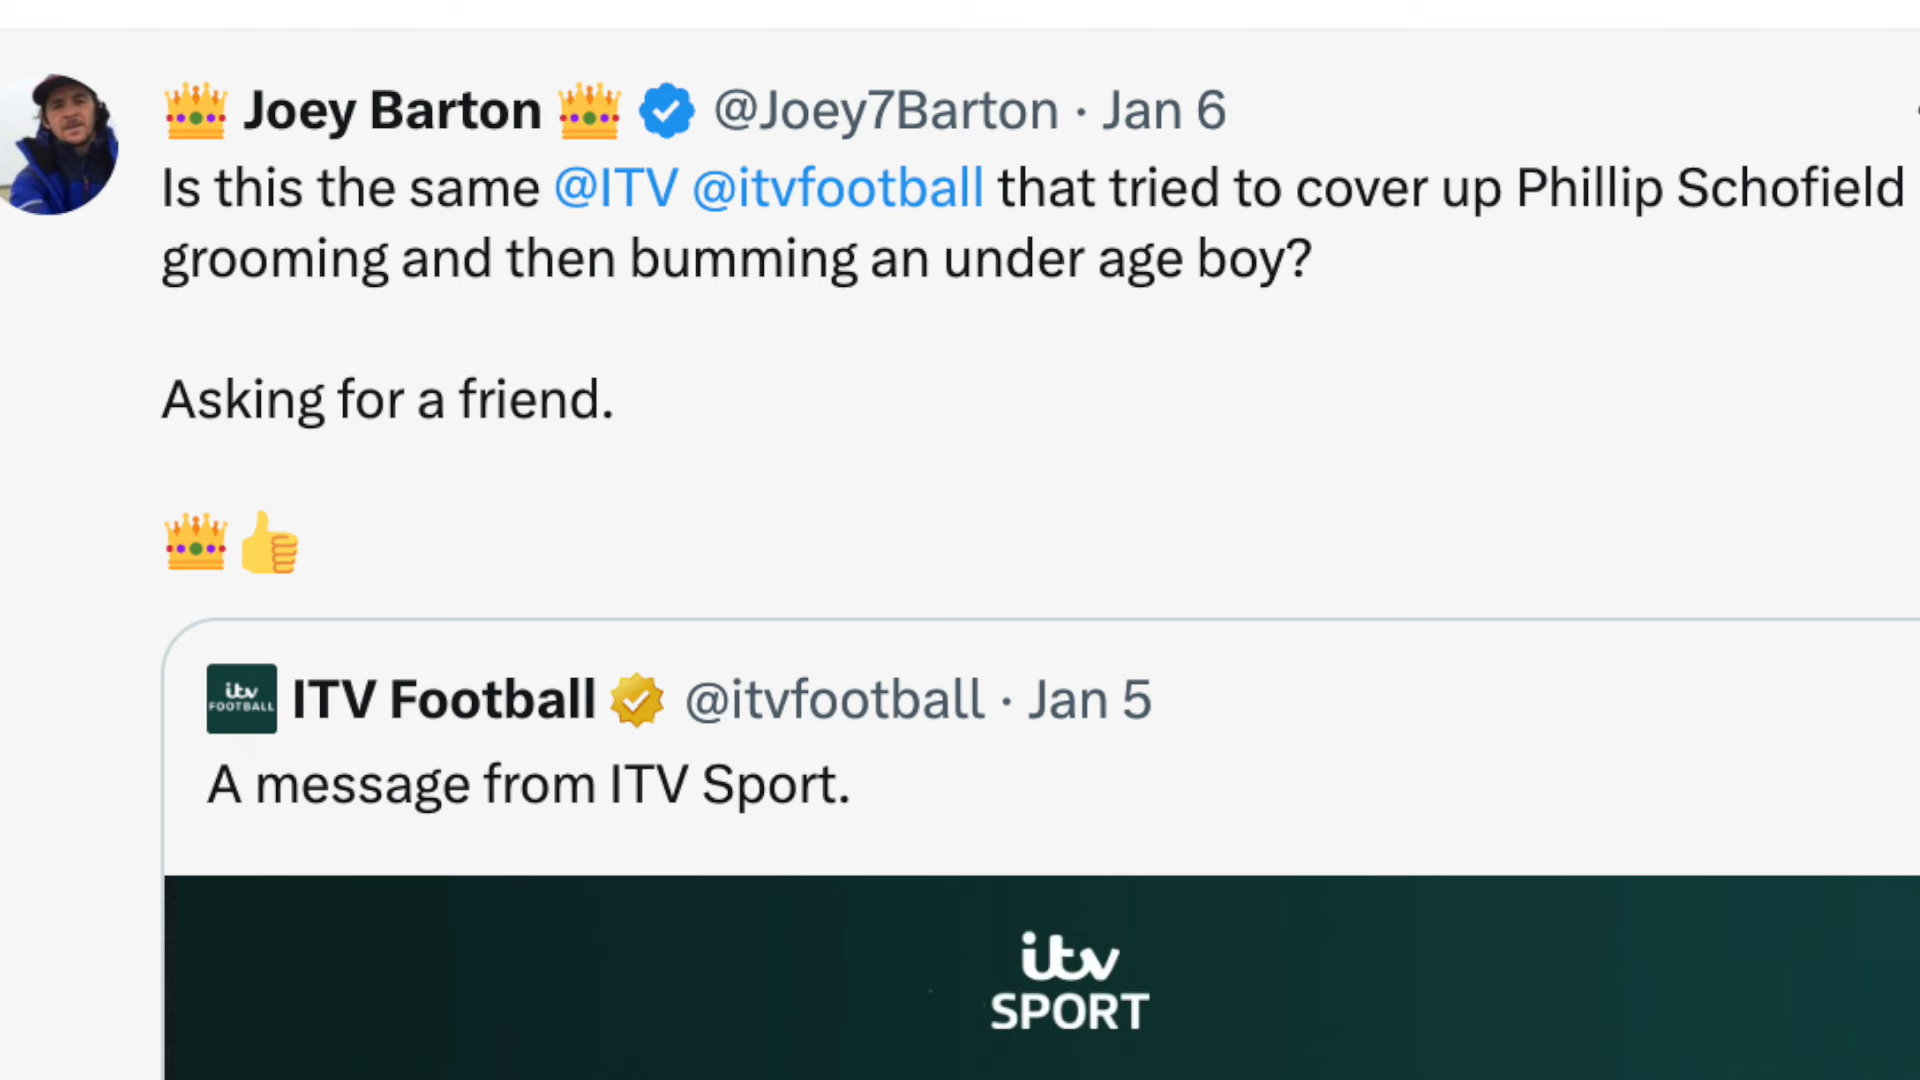 👑 Joey Barton 👑 @Joey7Barton · Jan 6
Is this the same @ITV @itvfootball that tried to cover up Phillip Schofield
grooming and then bumming an under age boy?
Asking for a friend.
👑👍
itv
FOOTBALL
ITV Football @itvfootball · Jan 5
A message from ITV Sport.
itv
SPORT